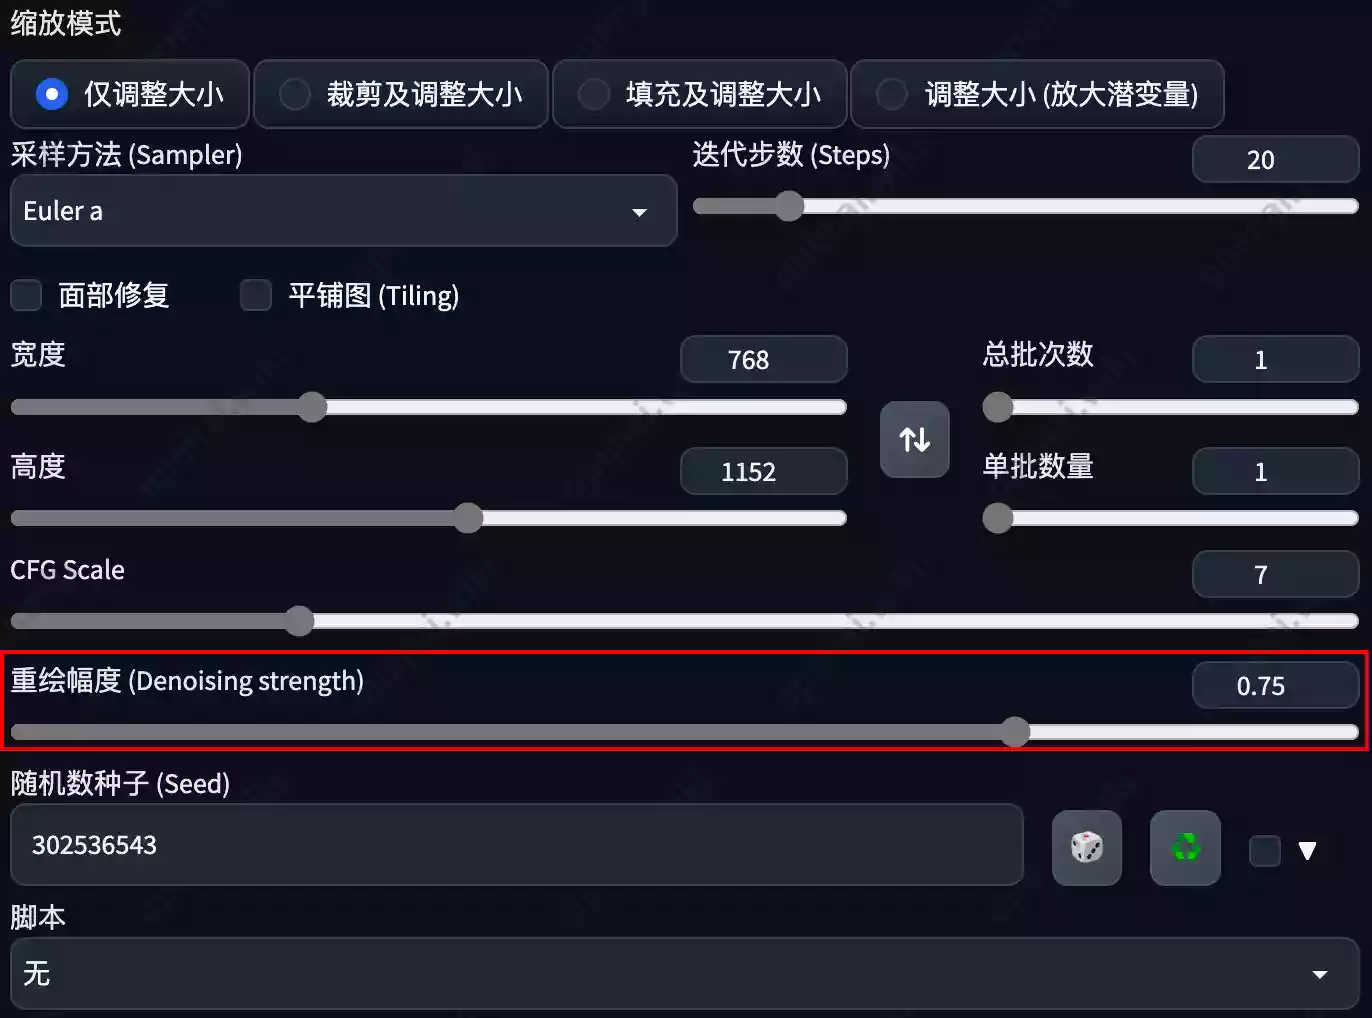 缩放模式
仅调整大小 裁剪及调整大小 填充及调整大小 调整大小 (放大潜变量)
采样方法 (Sampler) 迭代步数 (Steps) 20
Euler a
面部修复 平铺图 (Tiling)
宽度 768 总批次数 1
高度 1152 单批数量 1
CFG Scale 7
重绘幅度 (Denoising strength) 0.75
随机数种子 (Seed)
302536543
脚本
无